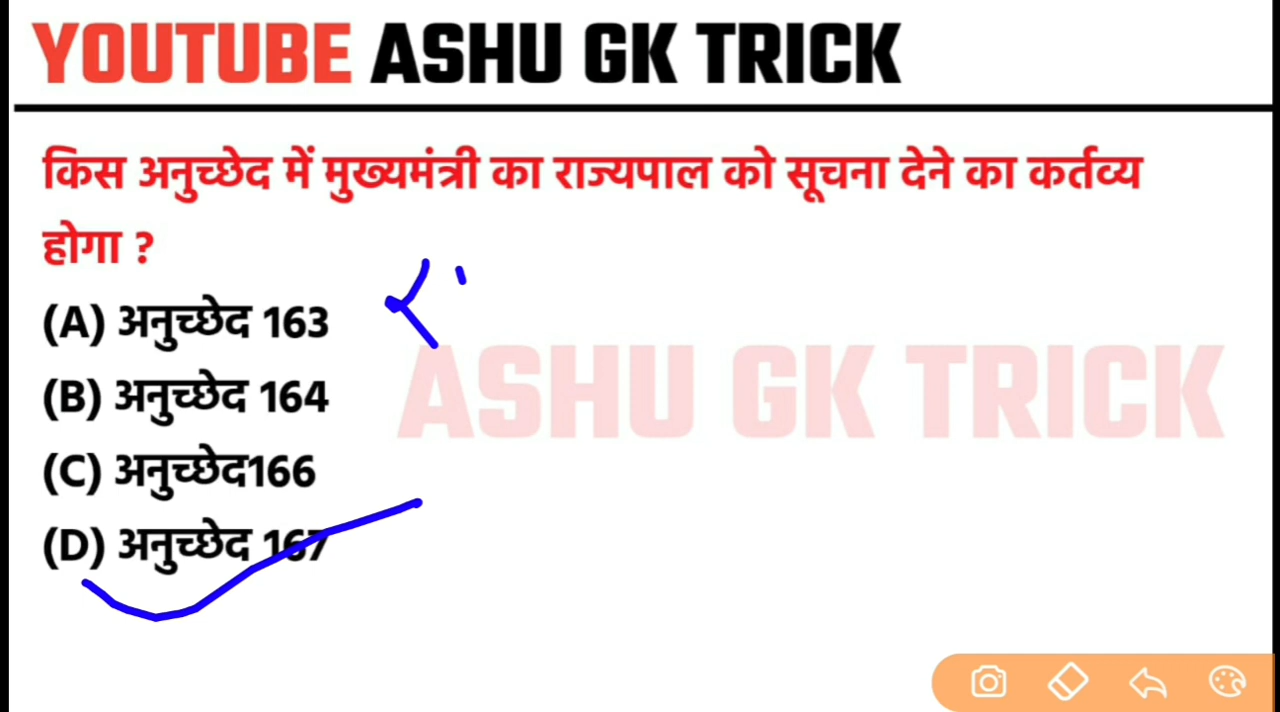 YOUTUBE ASHU GK TRICK
किस अनुच्छेद में मुख्यमंत्री का राज्यपाल को सूचना देने का कर्तव्य
होगा ?
(A) अनुच्छेद 163
(B) अनुच्छेद 164
ASHU GK TRICK
(C) अनुच्छेद166
(D) अनुच्छेद 167